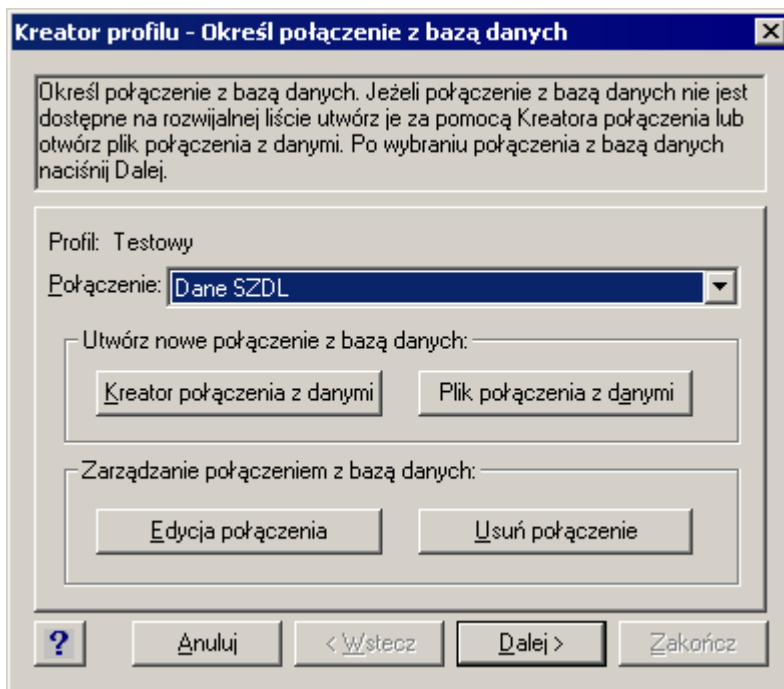 Kreator profilu - Określ połączenie z bazą danych
Określ połączenie z bazą danych. Jeżeli połączenie z bazą danych nie jest
dostępne na rozwijalnej liście utwórz je za pomocą Kreatora połączenia lub
otwórz plik połączenia z danymi. Po wybraniu połączenia z bazą danych
naciśnij Dalej.
Profil: Testowy
Połączenie: Dane SZDL
Utwórz nowe połączenie z bazą danych:
Kreator połączenia z danymi Plik połączenia z danymi
Zarządzanie połączeniem z bazą danych:
Edycja połączenia Usuń połączenie
? Anuluj < Wstecz Dalej > Zakończ